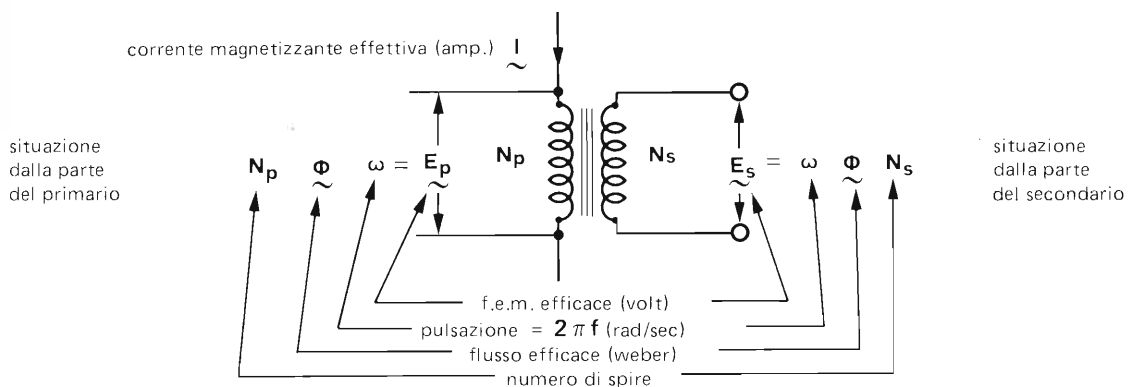 corrente magnetizzante effettiva (amp.) I
situazione
dalla parte
del primario
Np Φ ω = Ep
Np
Ns
Es = ω Φ Ns
situazione
dalla parte
del secondario
f.e.m. efficace (volt)
pulsazione = 2 π f (rad/sec)
flusso efficace (weber)
numero di spire